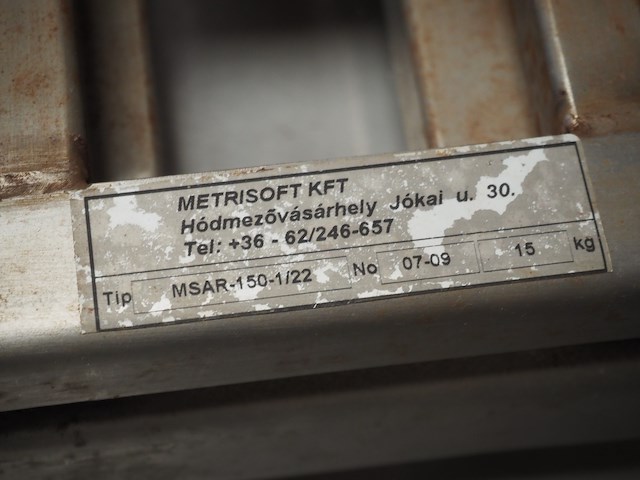 METRISOFT KFT
Hódmezővásárhely Jókai u. 30.
Tel: +36 - 62/246-657
Tip MSAR-150-1/22 No 07-09 15 kg